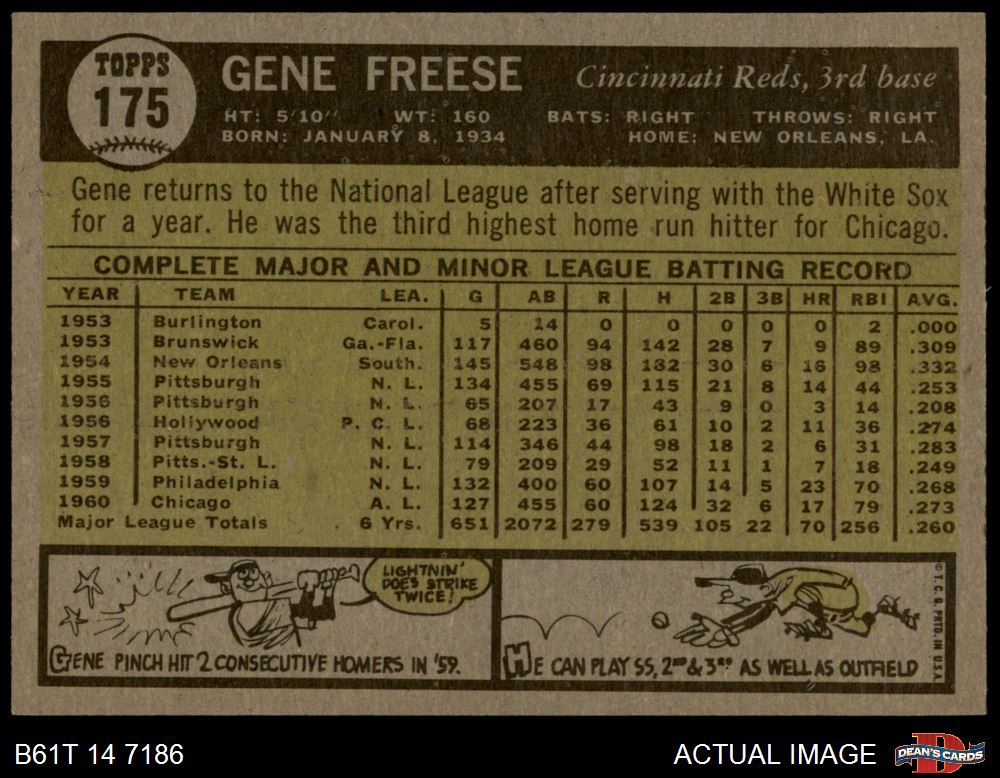 TOPPS
175
GENE FREESE Cincinnati Reds, 3rd base
HT: 5'10" WT: 160 BATS: RIGHT THROWS: RIGHT
BORN: JANUARY 8, 1934 HOME: NEW ORLEANS, LA.
Gene returns to the National League after serving with the White Sox
for a year. He was the third highest home run hitter for Chicago.
COMPLETE MAJOR AND MINOR LEAGUE BATTING RECORD
YEAR TEAM LEA. G AB R H 2B 3B HR RBI AVG.
1953 Burlington Carol. 5 14 0 0 0 0 0 2 .000
1953 Brunswick Ga.-Fla. 117 460 94 142 28 7 9 89 .309
1954 New Orleans South. 145 548 98 182 30 6 16 98 .332
1955 Pittsburgh N. L. 134 455 69 115 21 8 14 44 .253
1956 Pittsburgh N. L. 65 207 17 43 9 0 3 14 .208
1956 Hollywood P. C. L. 68 223 36 61 10 2 11 36 .274
1957 Pittsburgh N. L. 114 346 44 98 18 2 6 31 .283
1958 Pitts.-St. L. N. L. 79 209 29 52 11 1 7 18 .249
1959 Philadelphia N. L. 132 400 60 107 14 5 23 70 .268
1960 Chicago A. L. 127 455 60 124 32 6 17 79 .273
Major League Totals 6 Yrs. 651 2072 279 539 105 22 70 256 .260
LIGHTNIN'
DOES STRIKE
TWICE!
GENE PINCH HIT 2 CONSECUTIVE HOMERS IN '59.
HE CAN PLAY SS, 2ND & 3RD AS WELL AS OUTFIELD
© T. C. G. PRTD. IN U.S.A.
B61T 14 7186
ACTUAL IMAGE
D
DEAN'S CARDS